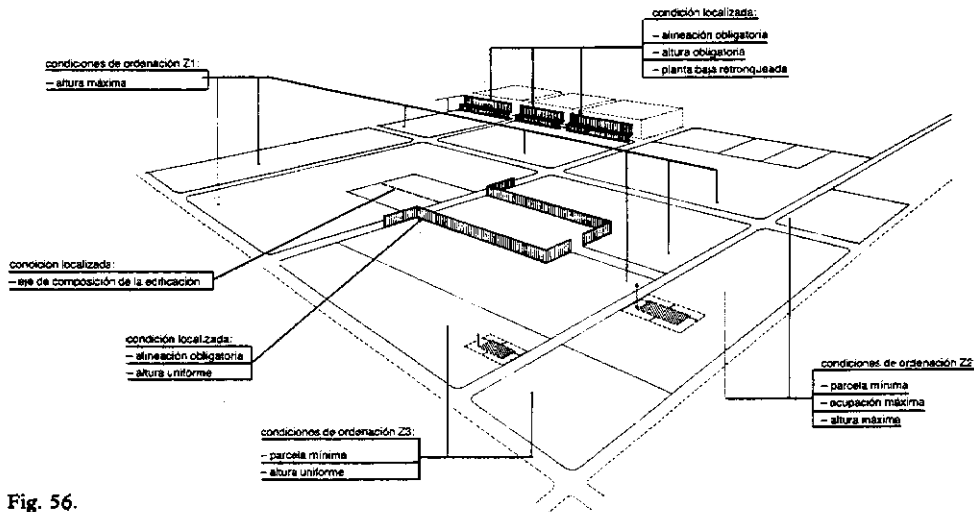 condición localizada:
– alineación obligatoria
– altura obligatoria
– planta baja retronqueada
condiciones de ordenación Z1:
– altura máxima
condición localizada:
– eje de composición de la edificación
condición localizada:
– alineación obligatoria
– altura uniforme
condiciones de ordenación Z2
– parcela mínima
– ocupación máxima
– altura máxima
condiciones de ordenación Z3:
– parcela mínima
– altura uniforme
Fig. 56.